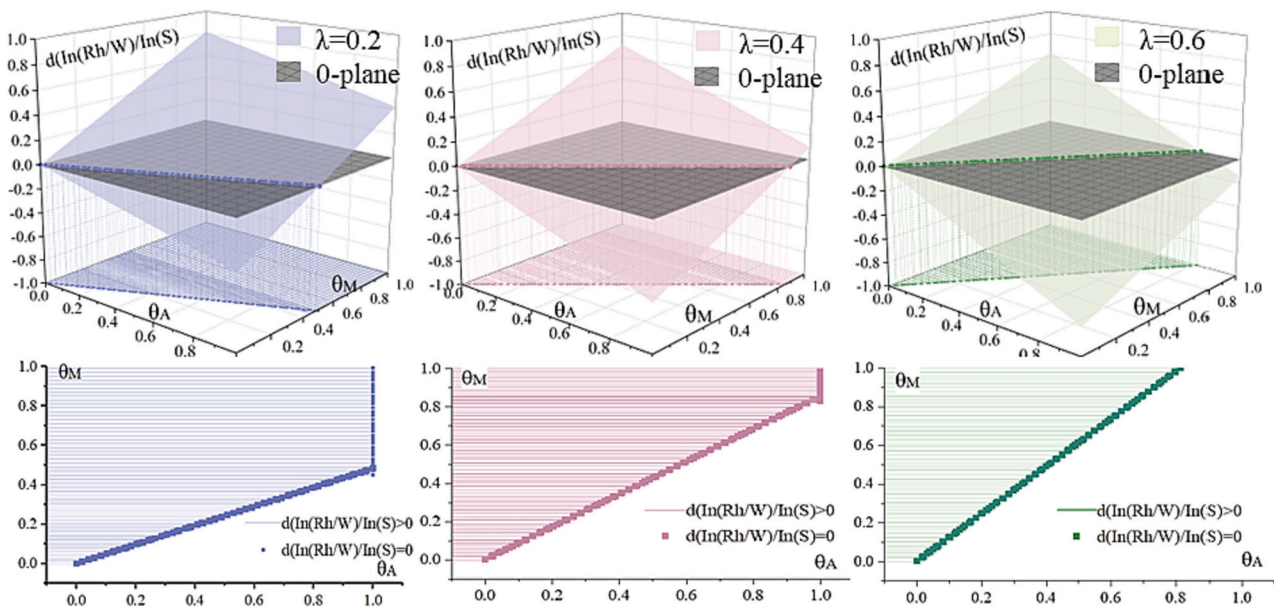 d(In(Rh/W)/In(S)
λ=0.2
0-plane
1.0
0.8
0.6
0.4
0.2
0.0
-0.2
-0.4
-0.6
-0.8
-1.0
0.0
0.2
0.4
0.6
0.8
θA
0.2
0.4
0.6
0.8
1.0
θM
d(In(Rh/W)/In(S)
λ=0.4
0-plane
1.0
0.8
0.6
0.4
0.2
0.0
-0.2
-0.4
-0.6
-0.8
-1.0
0.0
0.2
0.4
0.6
0.8
θA
0.2
0.4
0.6
0.8
1.0
θM
d(In(Rh/W)/In(S)
λ=0.6
0-plane
1.0
0.8
0.6
0.4
0.2
0.0
-0.2
-0.4
-0.6
-0.8
-1.0
0.0
0.2
0.4
0.6
0.8
θA
0.2
0.4
0.6
0.8
1.0
θM
1.0
0.8
0.6
0.4
0.2
0.0
θM
d(In(Rh/W)/In(S)>0
d(In(Rh/W)/In(S)=0
θA
0.0 0.2 0.4 0.6 0.8 1.0
1.0
0.8
0.6
0.4
0.2
0.0
θM
d(In(Rh/W)/In(S)>0
d(In(Rh/W)/In(S)=0
θA
0.0 0.2 0.4 0.6 0.8 1.0
1.0
0.8
0.6
0.4
0.2
0.0
θM
d(In(Rh/W)/In(S)>0
d(In(Rh/W)/In(S)=0
θA
0.0 0.2 0.4 0.6 0.8 1.0